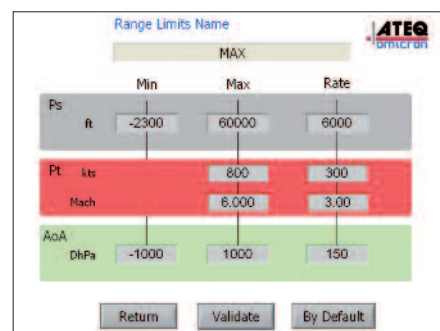 Range Limits Name
ATEQ
omicron
MAX
Min Max Rate
Ps
ft -2300 60000 6000
Pt kts 800 300
Mach 6.000 3.00
AoA
DhPa -1000 1000 150
Return Validate By Default